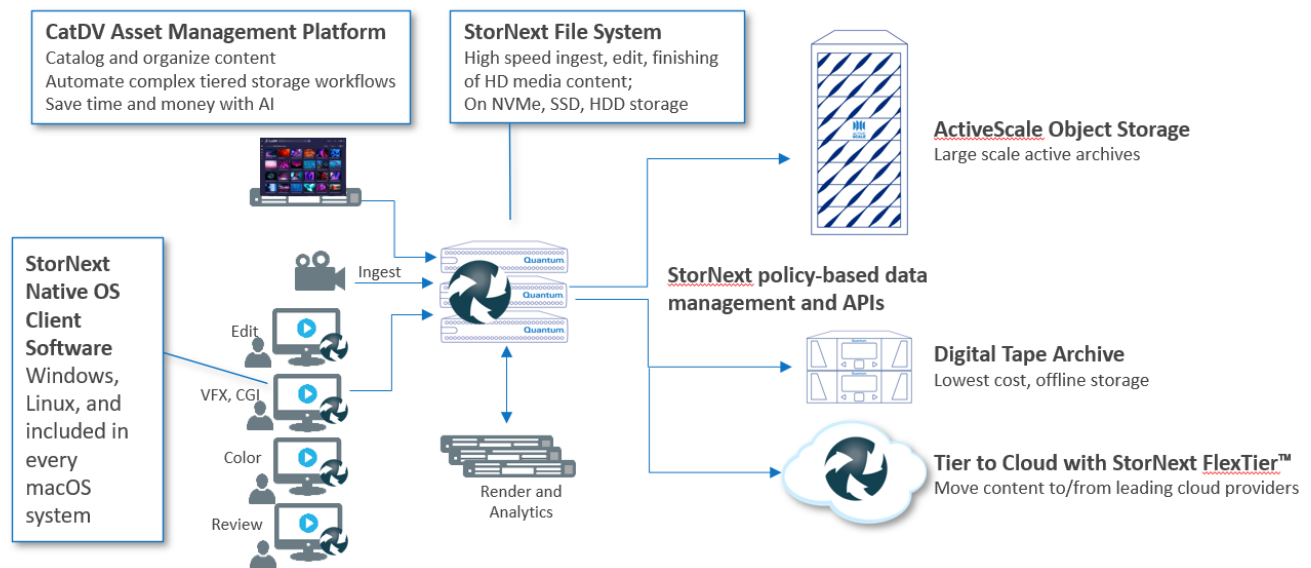 CatDV Asset Management Platform
Catalog and organize content
Automate complex tiered storage workflows
Save time and money with AI
StorNext File System
High speed ingest, edit, finishing
of HD media content;
On NVMe, SSD, HDD storage
ActiveScale Object Storage
Large scale active archives
StorNext
Native OS
Client
Software
Windows,
Linux, and
included in
every
macOS
system
Ingest
Edit
VFX, CGI
Color
Review
Quantum
Quantum
Quantum
StorNext policy-based data
management and APIs
Digital Tape Archive
Lowest cost, offline storage
Render and
Analytics
Tier to Cloud with StorNext FlexTier™
Move content to/from leading cloud providers